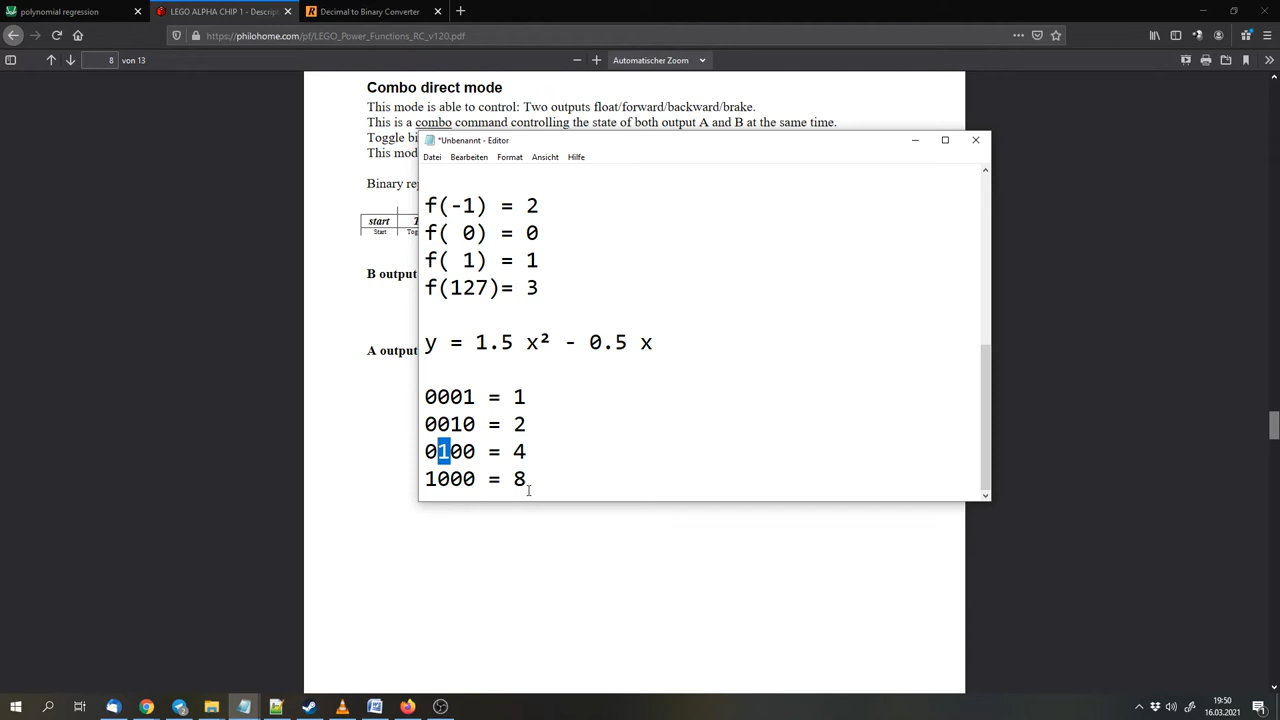 polynomial regression
LEGO ALPHA CHIP 1 - Descript
Decimal to Binary Converter
https://philohome.com/pf/LEGO_Power_Functions_RC_v120.pdf
8 von 13
Automatischer Zoom
Combo direct mode
This mode is able to control: Two outputs float/forward/backward/brake.
This is a combo command controlling the state of both output A and B at the same time.
Toggle bi
This mod
Binary rep
start
T
Start
Tog
B output
A output
*Unbenannt - Editor
Datei Bearbeiten Format Ansicht Hilfe
f(-1) = 2
f( 0) = 0
f( 1) = 1
f(127)= 3
y = 1.5 x² - 0.5 x
0001 = 1
0010 = 2
0100 = 4
1000 = 8
19:50
16.03.2021